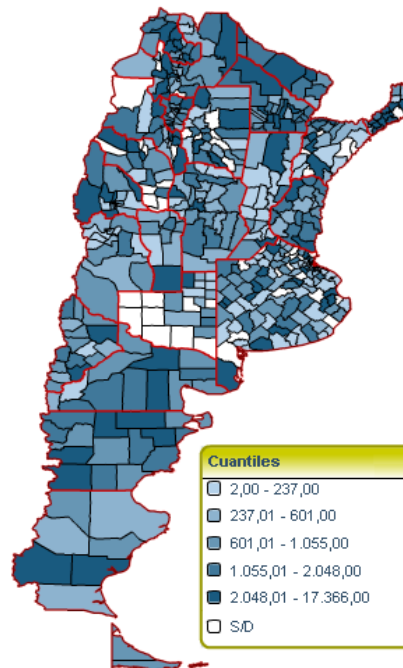 Cuantiles
2,00 - 237,00
237,01 - 601,00
601,01 - 1.055,00
1.055,01 - 2.048,00
2.048,01 - 17.366,00
S/D